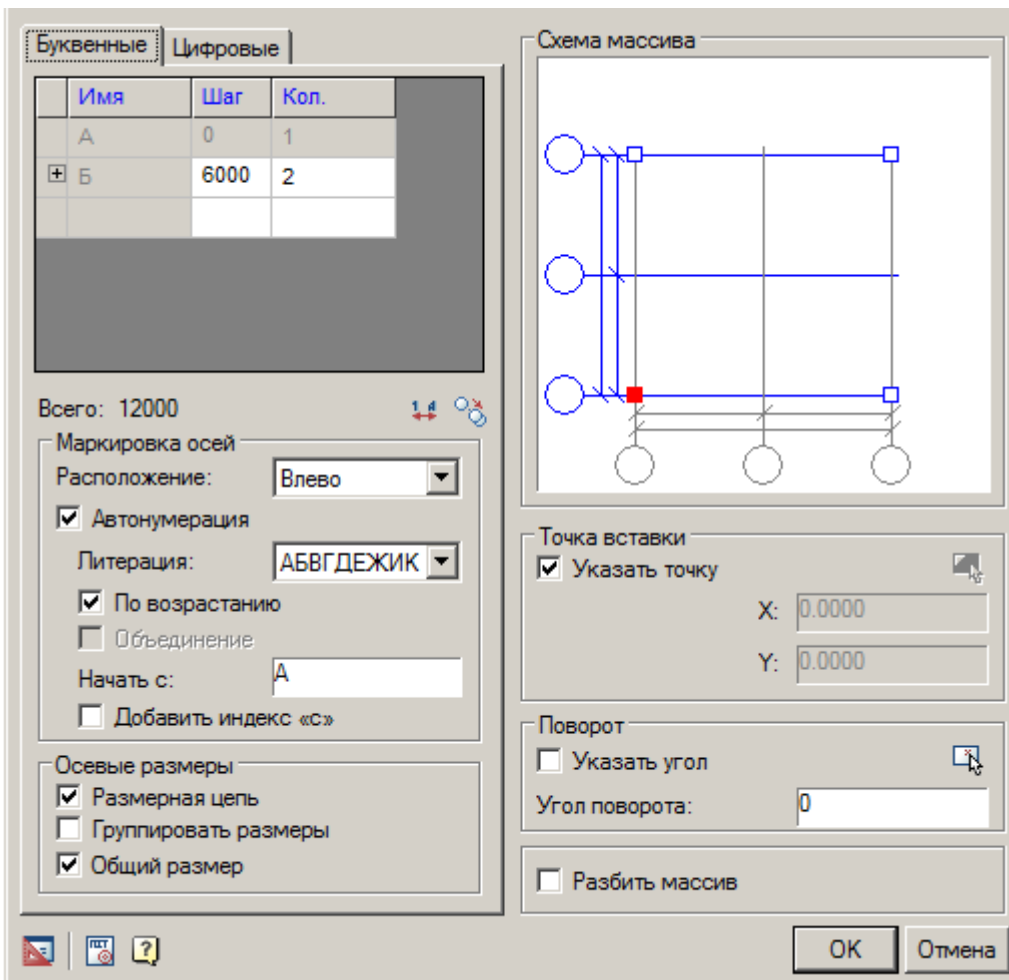 Буквенные Цифровые
Имя Шаг Кол.
А 0 1
Б 6000 2
Всего: 12000
Маркировка осей
Расположение: Влево
Автонумерация
Литерация: АБВГДЕЖИК
По возрастанию
Объединение
Начать с: А
Добавить индекс «с»
Осевые размеры
Размерная цепь
Группировать размеры
Общий размер
Схема массива
Точка вставки
Указать точку
X: 0.0000
Y: 0.0000
Поворот
Указать угол
Угол поворота: 0
Разбить массив
OK Отмена